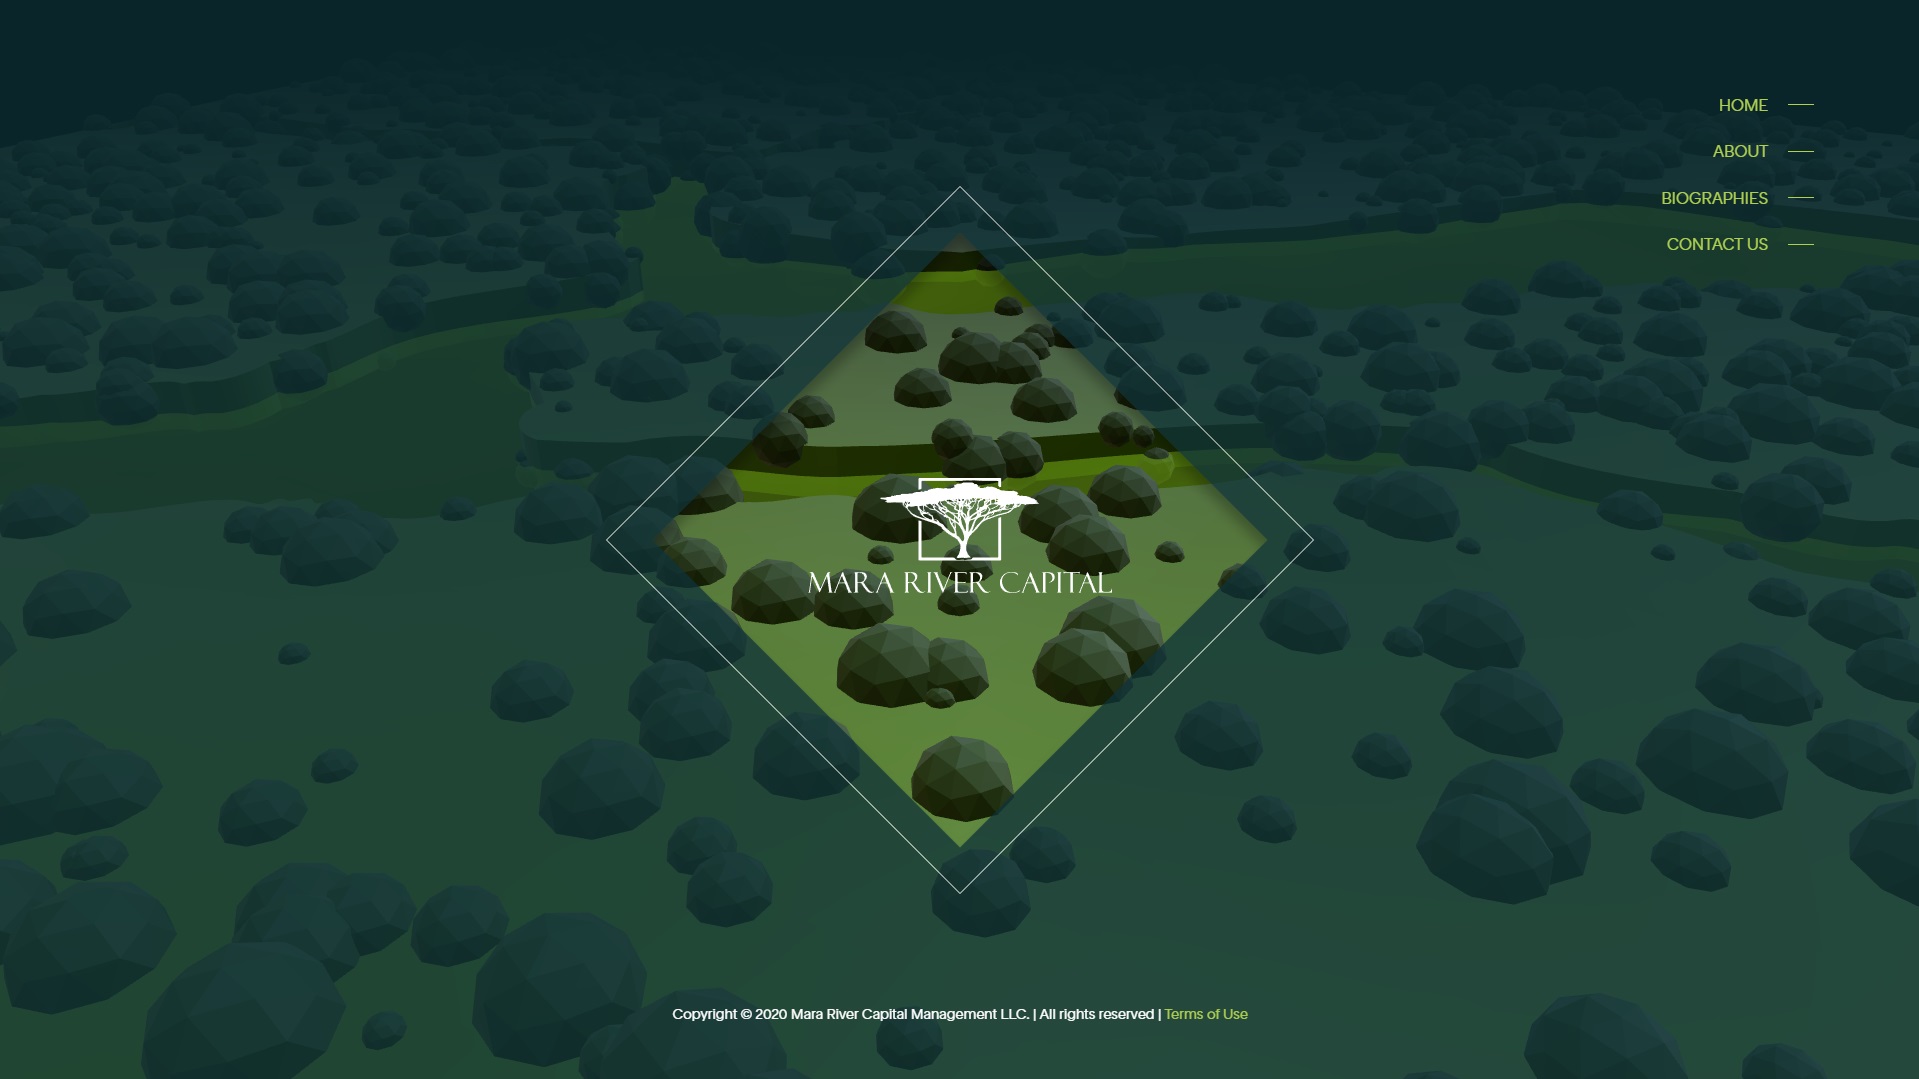 HOME
ABOUT
BIOGRAPHIES
CONTACT US
MARA RIVER CAPITAL
Copyright © 2020 Mara River Capital Management LLC. | All rights reserved | Terms of Use